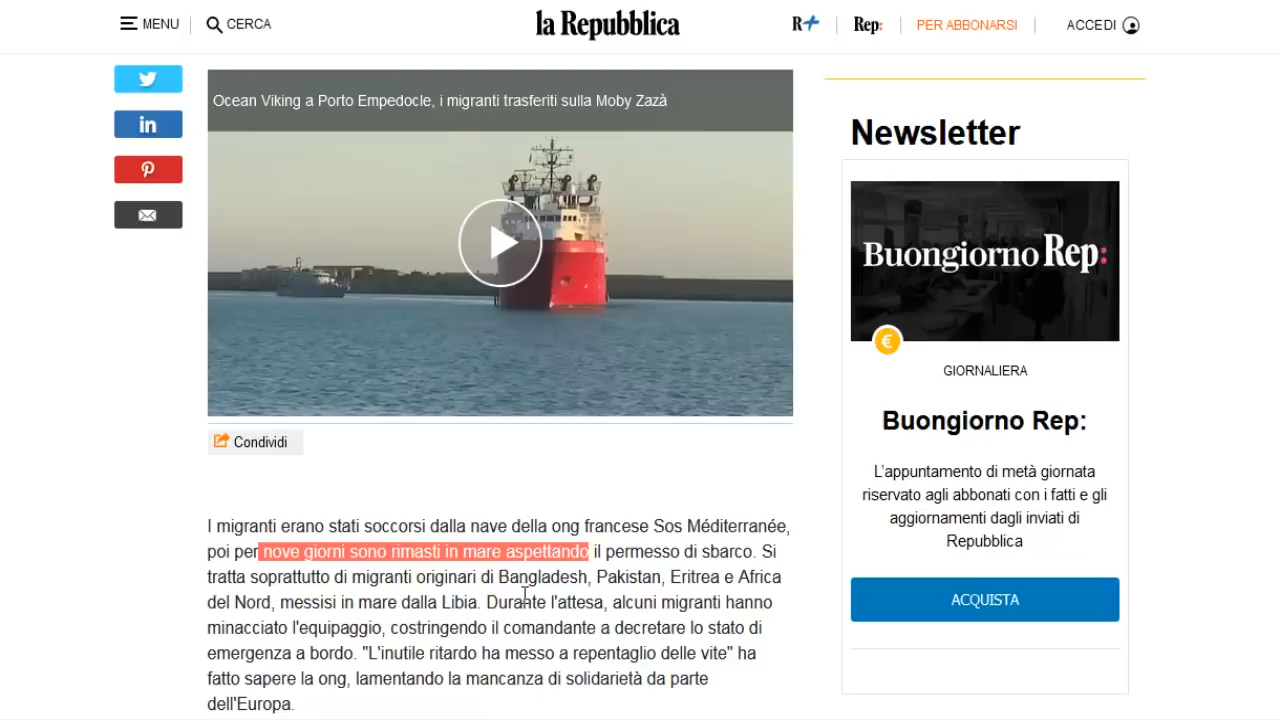 MENU
CERCA
la Repubblica
R+
Rep:
PER ABBONARSI
ACCEDI
Ocean Viking a Porto Empedocle, i migranti trasferiti sulla Moby Zazà
in
Condividi
I migranti erano stati soccorsi dalla nave della ong francese Sos Méditerranée,
poi per nove giorni sono rimasti in mare aspettando il permesso di sbarco. Si
tratta soprattutto di migranti originari di Bangladesh, Pakistan, Eritrea e Africa
del Nord, messisi in mare dalla Libia. Durante l'attesa, alcuni migranti hanno
minacciato l'equipaggio, costringendo il comandante a decretare lo stato di
emergenza a bordo. "L'inutile ritardo ha messo a repentaglio delle vite" ha
fatto sapere la ong, lamentando la mancanza di solidarietà da parte
dell'Europa.
Newsletter
Buongiorno Rep:
€
GIORNALIERA
Buongiorno Rep:
L'appuntamento di metà giornata
riservato agli abbonati con i fatti e gli
aggiornamenti dagli inviati di
Repubblica
ACQUISTA